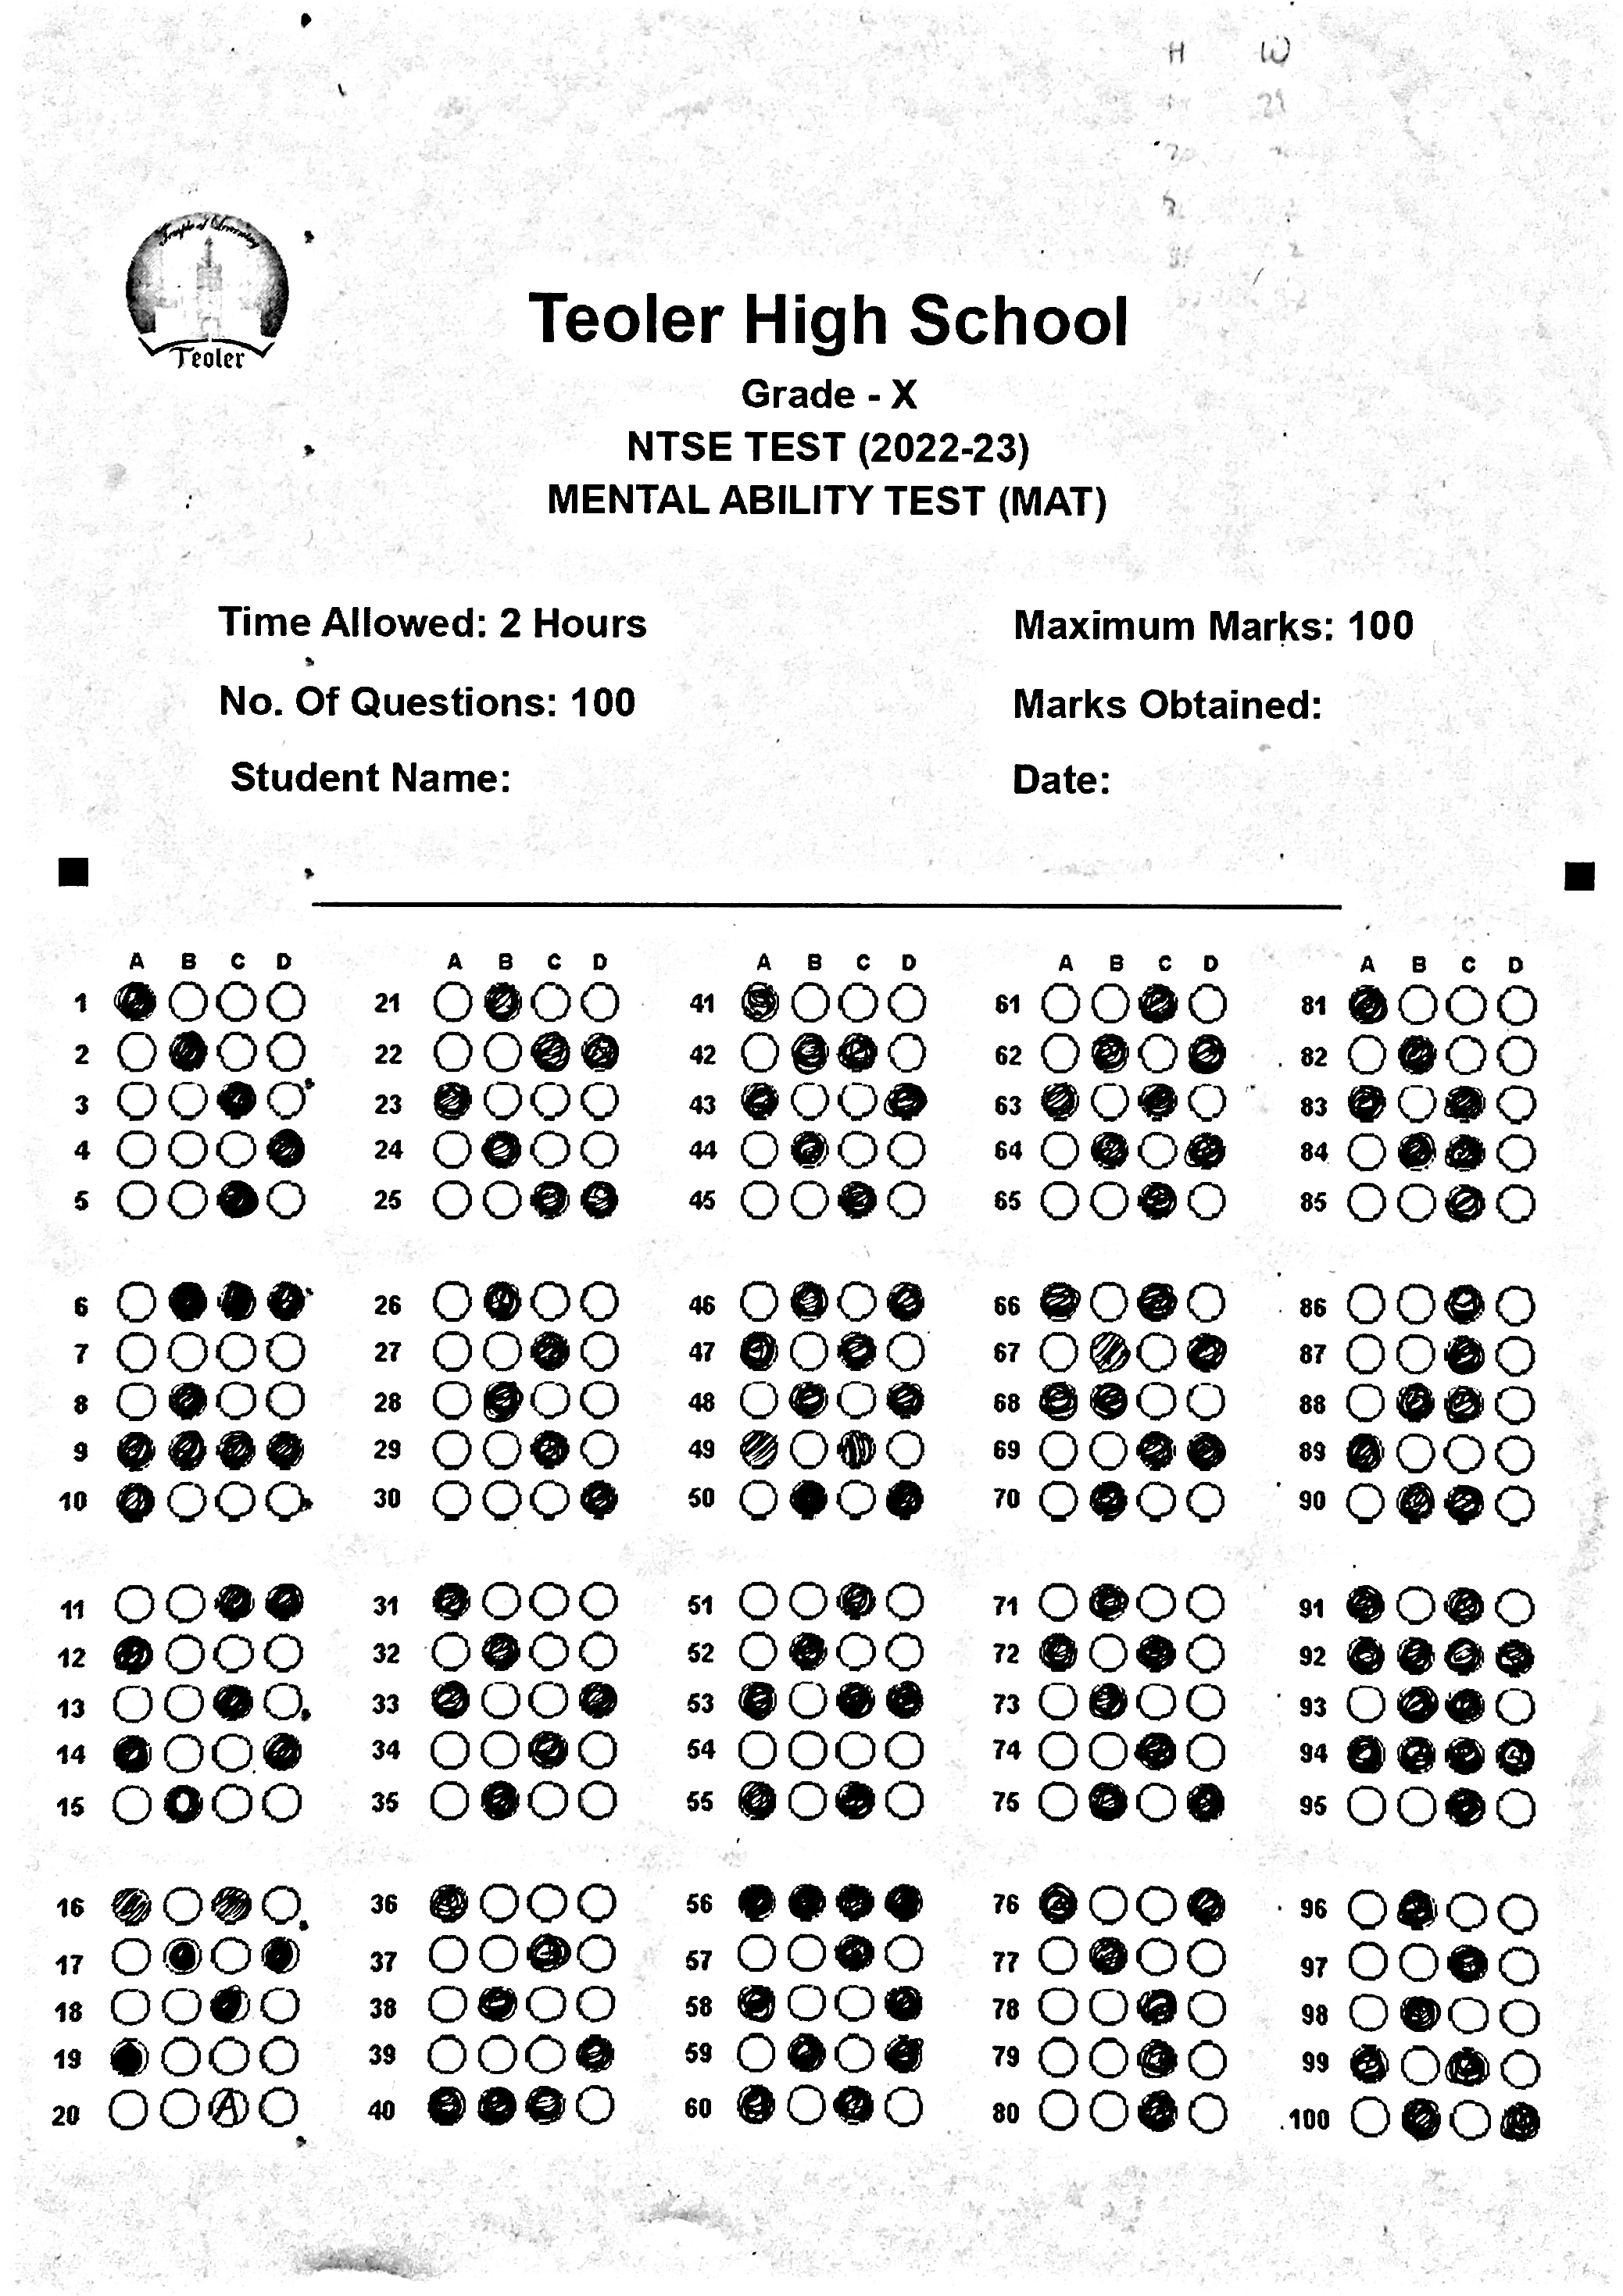 H W
29
Temple of Learning
Teoler
Teoler High School
Grade - X
NTSE TEST (2022-23)
MENTAL ABILITY TEST (MAT)
Time Allowed: 2 Hours Maximum Marks: 100
No. Of Questions: 100 Marks Obtained:
Student Name: Date:
A B C D A B C D A B C D A B C D A B C D
1 21 41 61 81
2 22 42 62 82
3 23 43 63 83
4 24 44 64 84
5 25 45 65 85
6 26 46 66 86
7 27 47 67 87
8 28 48 68 88
9 29 49 69 89
10 30 50 70 90
11 31 51 71 91
12 32 52 72 92
13 33 53 73 93
14 34 54 74 94
15 35 55 75 95
16 36 56 76 96
17 37 57 77 97
18 38 58 78 98
19 39 59 79 99
20 A 40 60 80 100